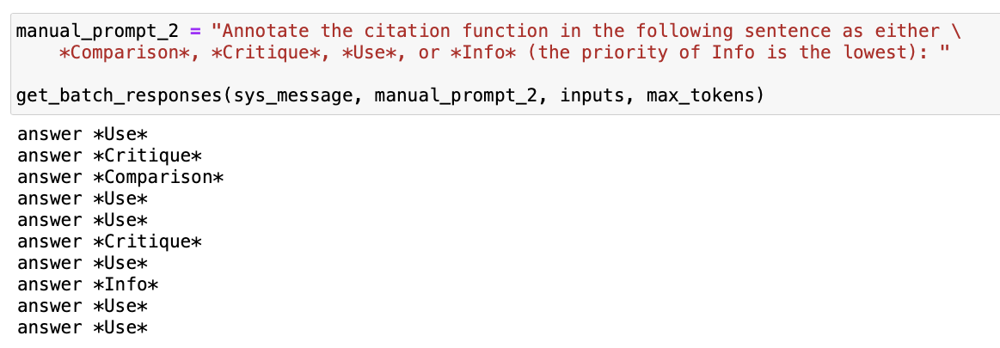 manual_prompt_2 = "Annotate the citation function in the following sentence as either \
*Comparison*, *Critique*, *Use*, or *Info* (the priority of Info is the lowest): "
get_batch_responses(sys_message, manual_prompt_2, inputs, max_tokens)
answer *Use*
answer *Critique*
answer *Comparison*
answer *Use*
answer *Use*
answer *Critique*
answer *Use*
answer *Info*
answer *Use*
answer *Use*